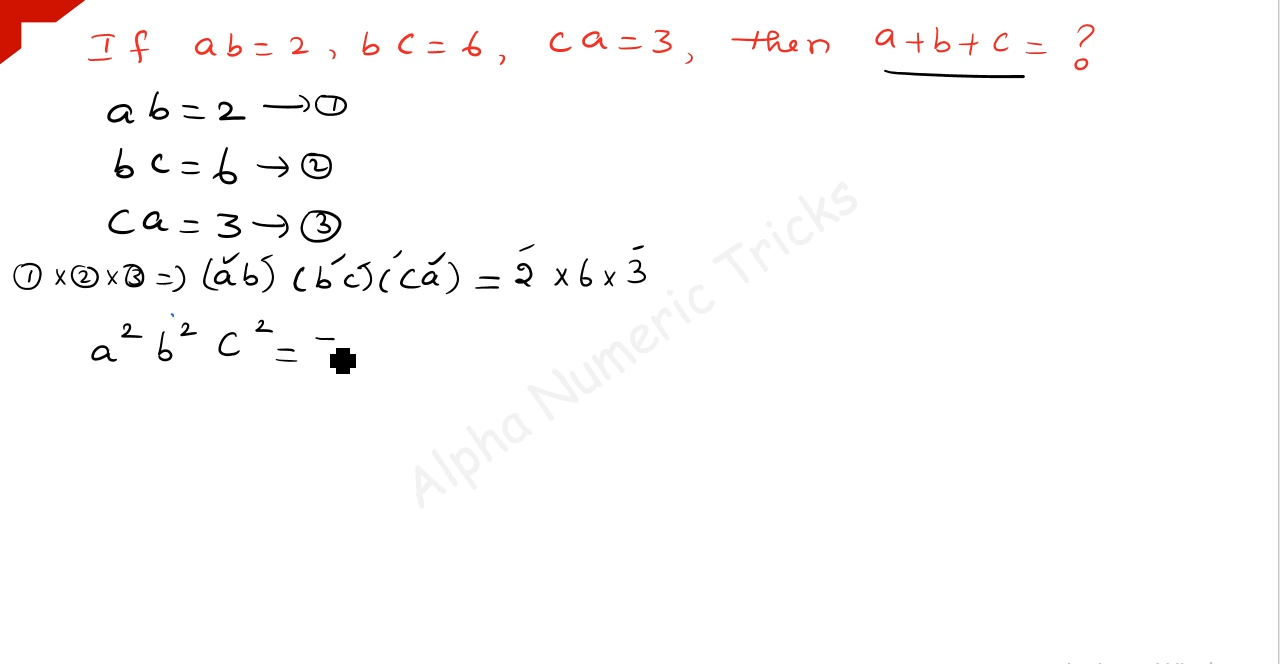 If ab = 2, bc = 6, ca = 3, then a + b + c = ?
ab = 2 → ①
bc = 6 → ②
ca = 3 → ③
① × ② × ③ => (ab) (bc) (ca) = 2 × 6 × 3
a² b² c² =
Alpha Numeric Tricks